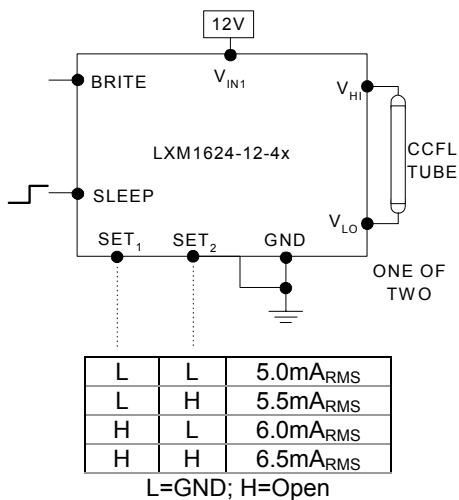 12V
BRITE
V_IN1
V_HI
LXM1624-12-4x
CCFL
TUBE
SLEEP
V_LO
SET_1 SET_2 GND
ONE OF
TWO
L L 5.0mA_RMS
L H 5.5mA_RMS
H L 6.0mA_RMS
H H 6.5mA_RMS
L=GND; H=Open